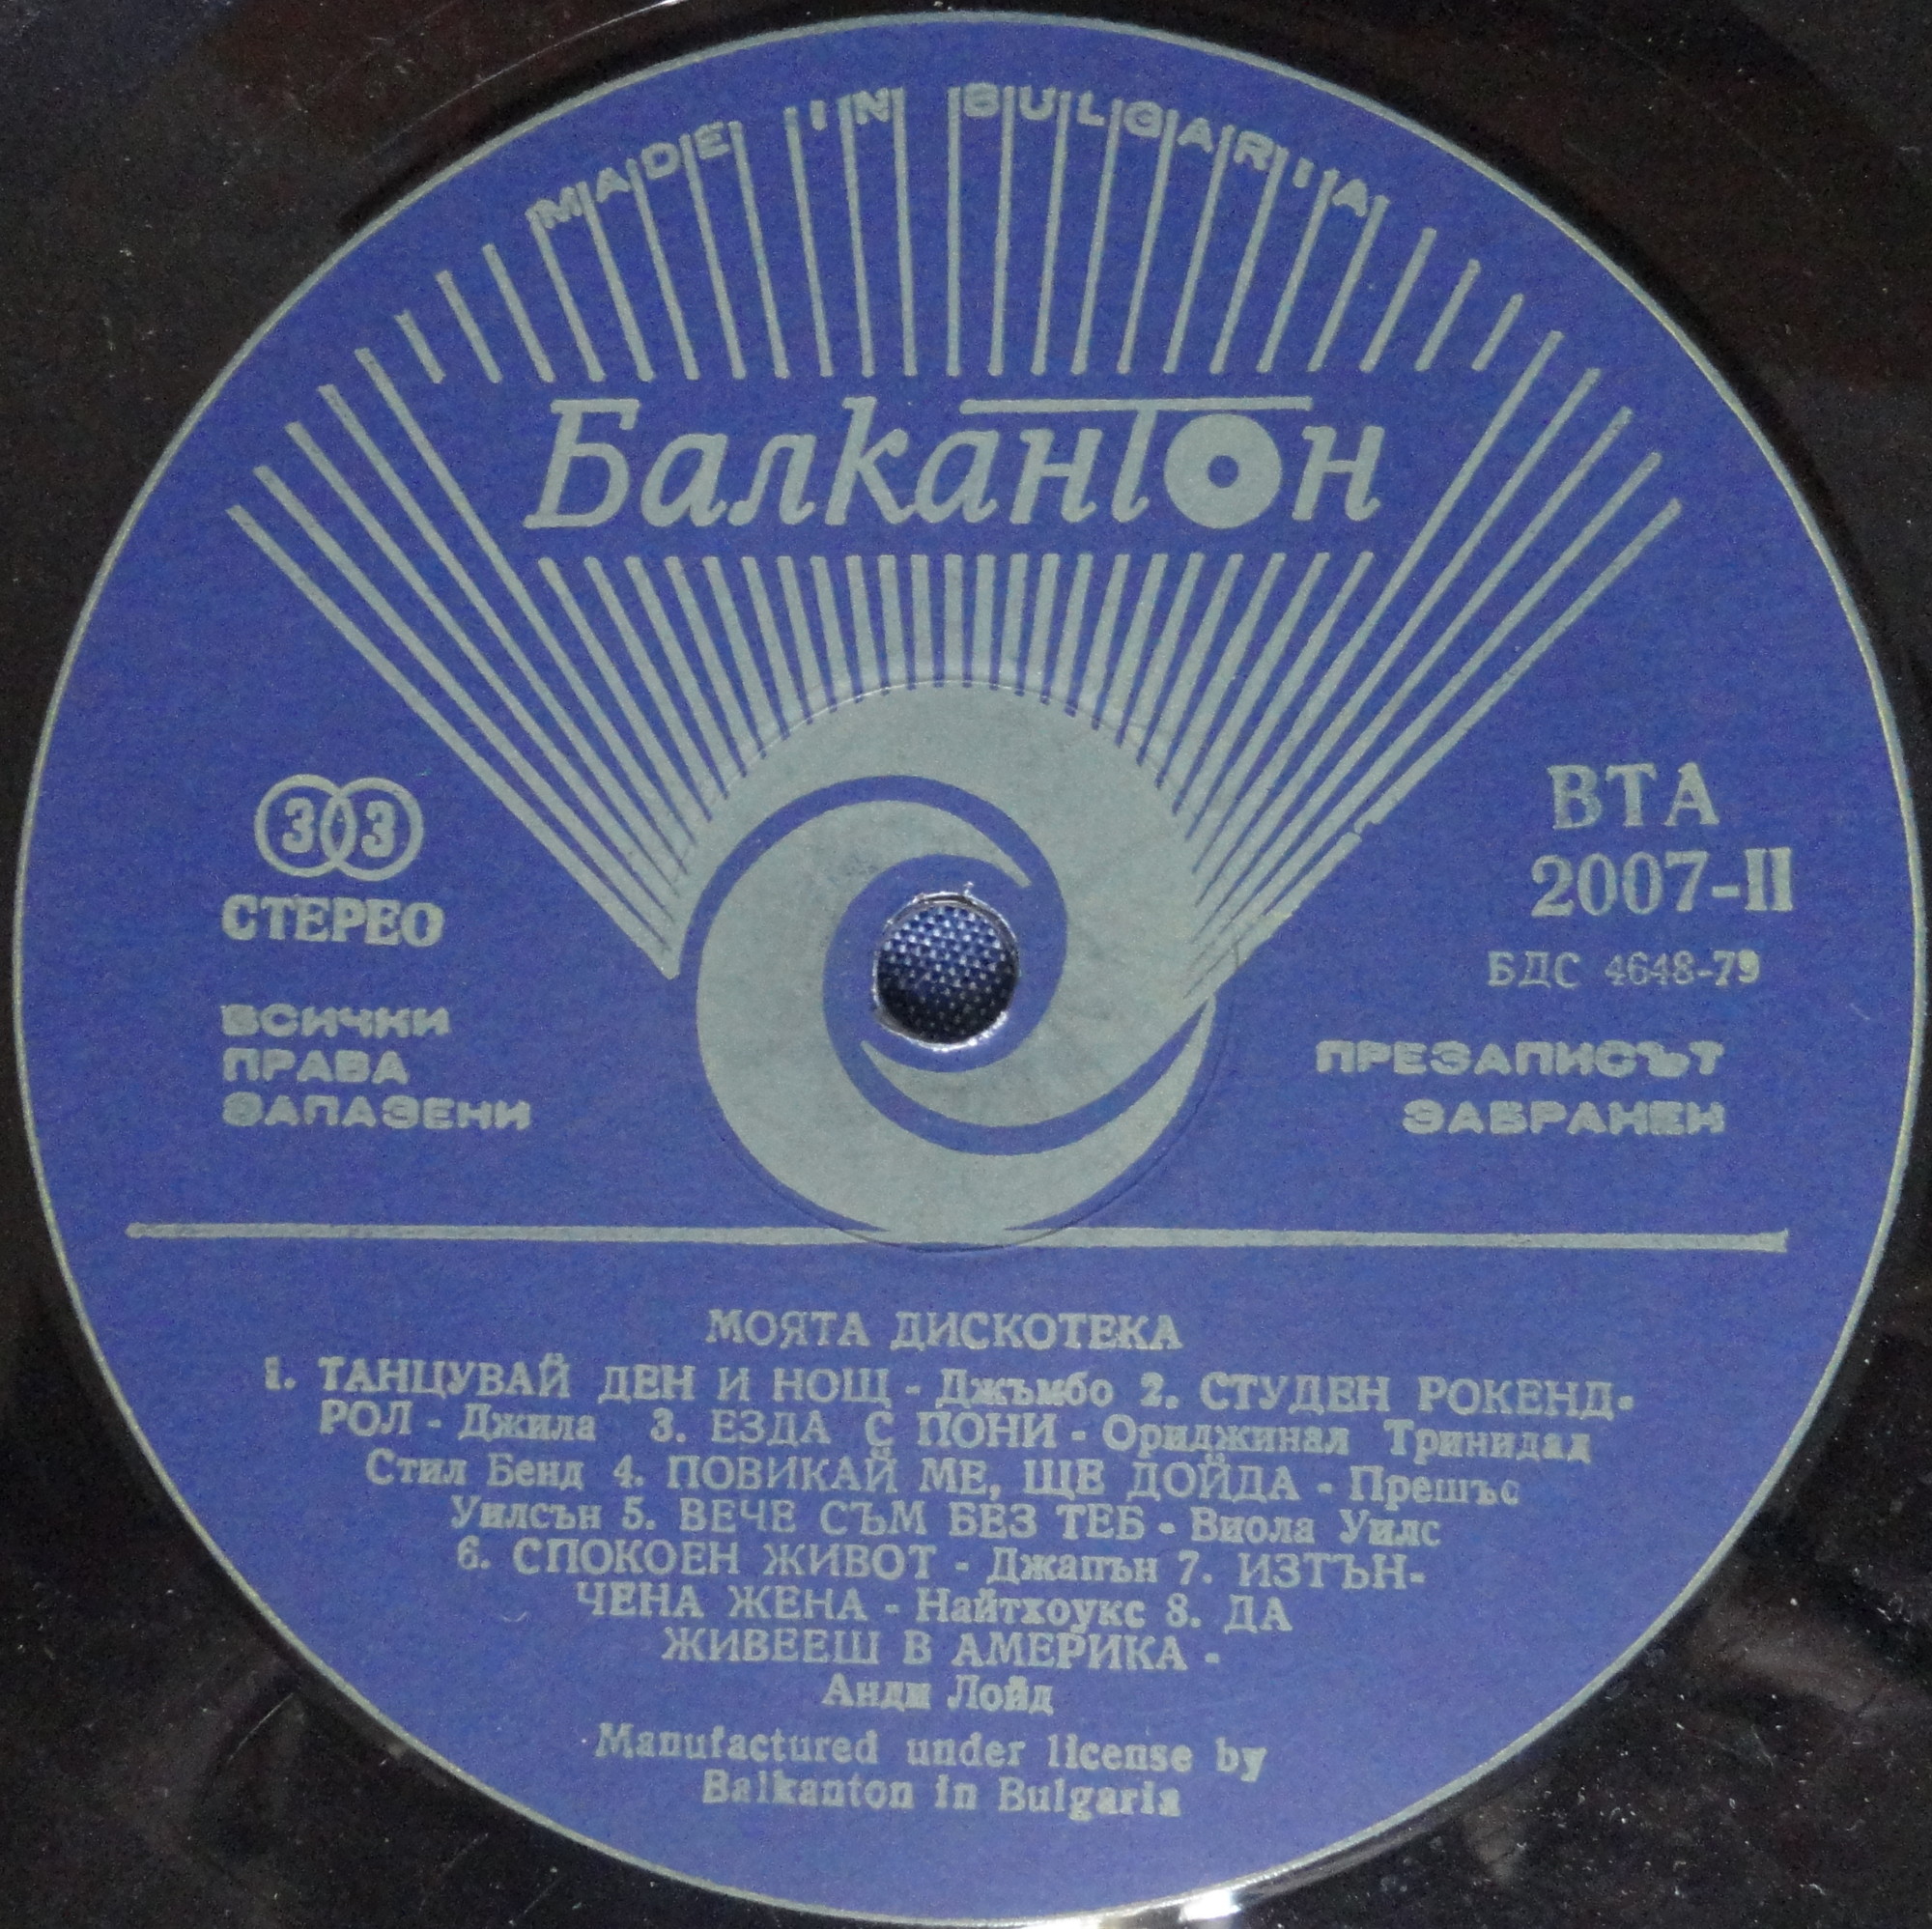 MADE IN BULGARIA
Балкантон
33
СТЕРЕО
ВСИЧКИ
ПРАВА
ЗАПАЗЕНИ
ВТА
2007-II
БДС 4648-79
ПРЕЗАПИСЪТ
ЗАБРАНЕН
МОЯТА ДИСКОТЕКА
1. ТАНЦУВАЙ ДЕН И НОЩ - Джъмбо 2. СТУДЕН РОКЕНД-
РОЛ - Джила 3. ЕЗДА С ПОНИ - Ориджинал Тринидад
Стил Бенд 4. ПОВИКАЙ МЕ, ЩЕ ДОЙДА - Прешъс
Уилсън 5. ВЕЧЕ СЪМ БЕЗ ТЕБ - Виола Уилс
6. СПОКОЕН ЖИВОТ - Джапън 7. ИЗТЪН-
ЧЕНА ЖЕНА - Найтхоукс 8. ДА
ЖИВЕЕШ В АМЕРИКА -
Анди Лойд
Manufactured under license by
Balkanton in Bulgaria